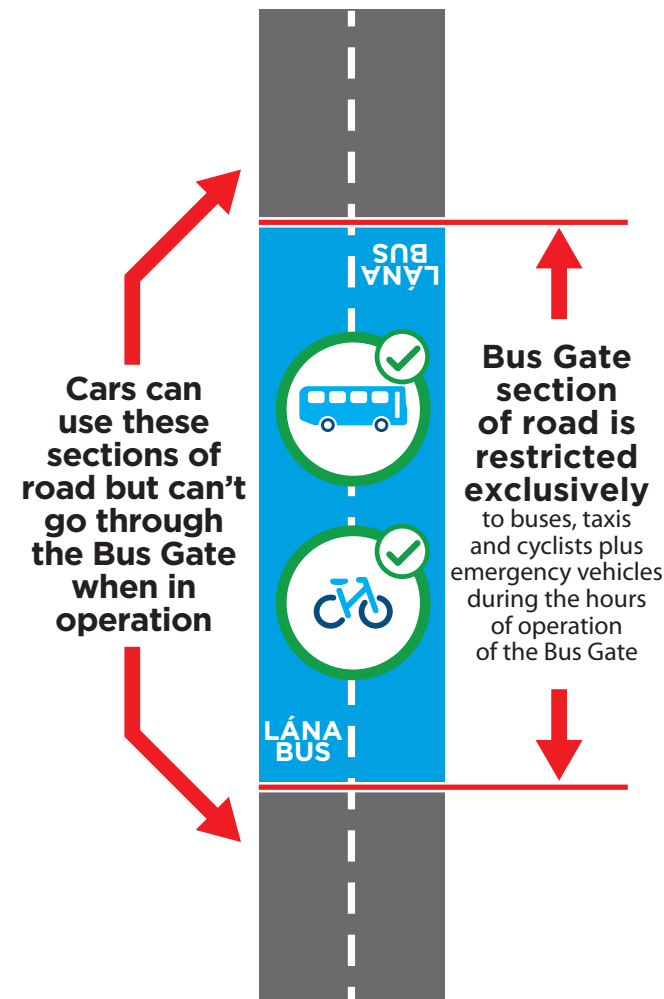 LÁNA
BUS
Cars can
use these
sections of
road but can't
go through
the Bus Gate
when in
operation
Bus Gate
section
of road is
restricted
exclusively
to buses, taxis
and cyclists plus
emergency vehicles
during the hours
of operation
of the Bus Gate
LÁNA
BUS